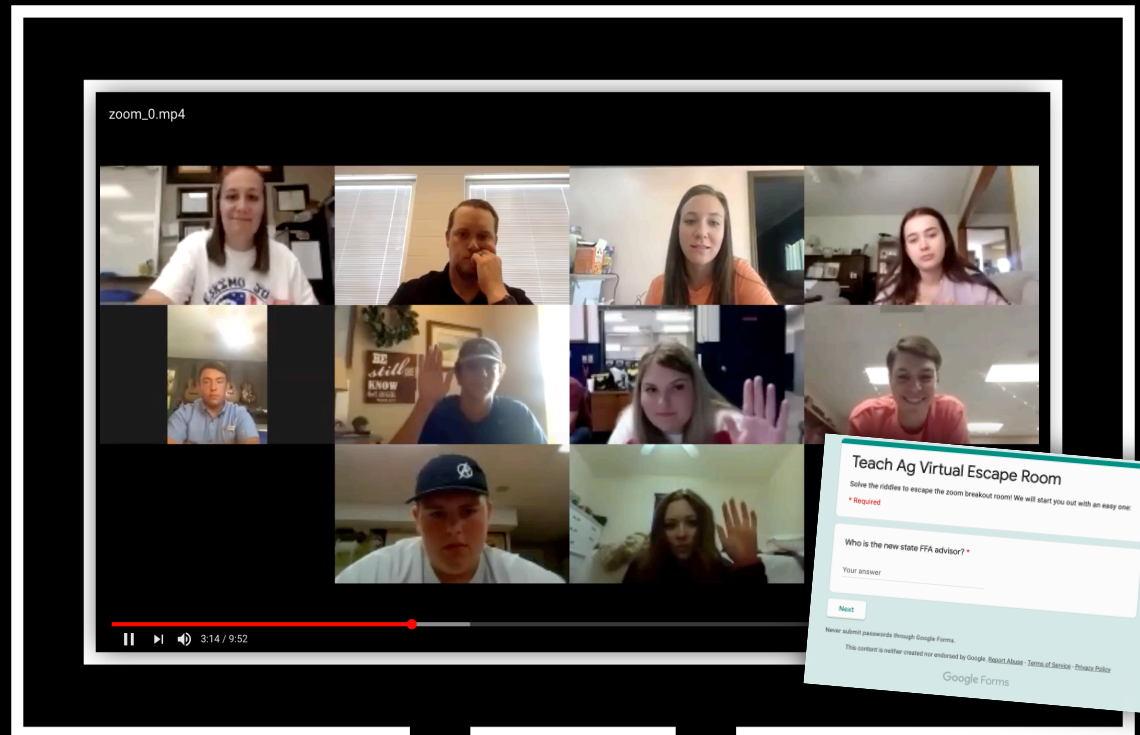 zoom_0.mp4
ESKIMO JO
BE
still
KNOW
3:14 / 9:52
Teach Ag Virtual Escape Room
Solve the riddles to escape the zoom breakout room! We will start you out with an easy one:
* Required
Who is the new state FFA advisor? *
Your answer
Next
Never submit passwords through Google Forms.
This content is neither created nor endorsed by Google. Report Abuse - Terms of Service - Privacy Policy
Google Forms